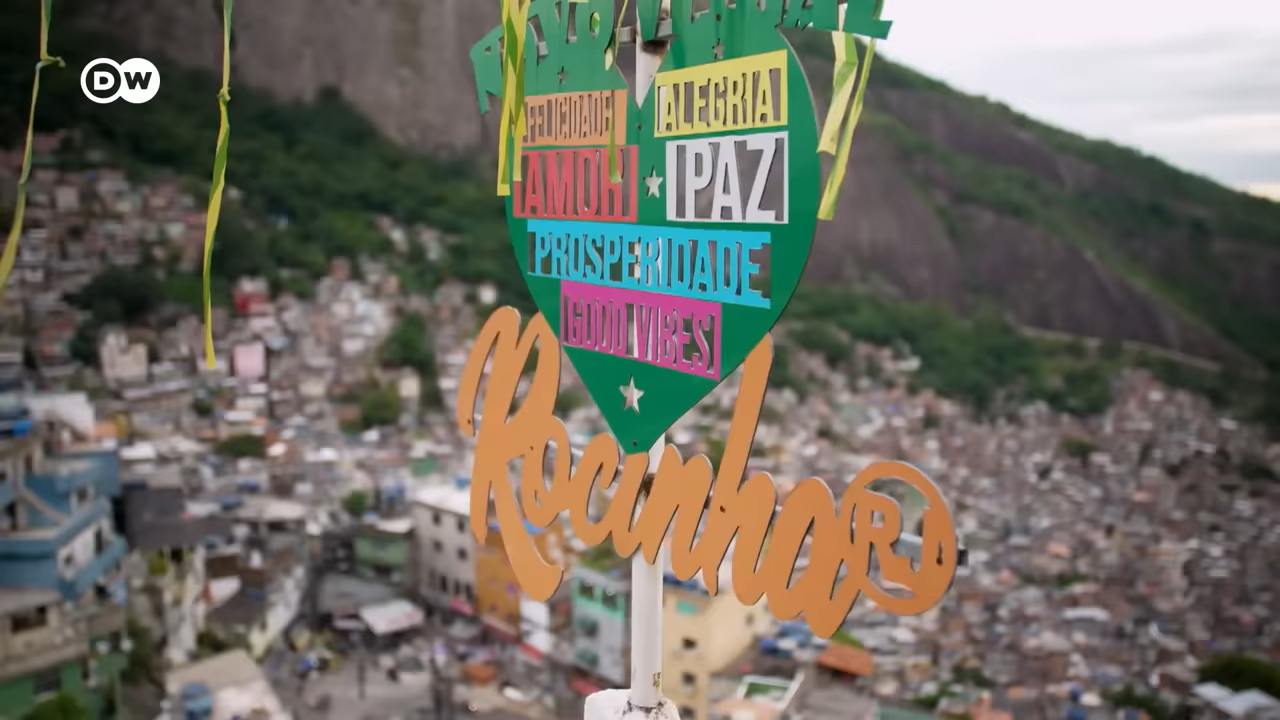 DW
FELICIDADE
ALEGRIA
AMOR
PAZ
PROSPERIDADE
GOOD VIBES
Rocinha
RJ